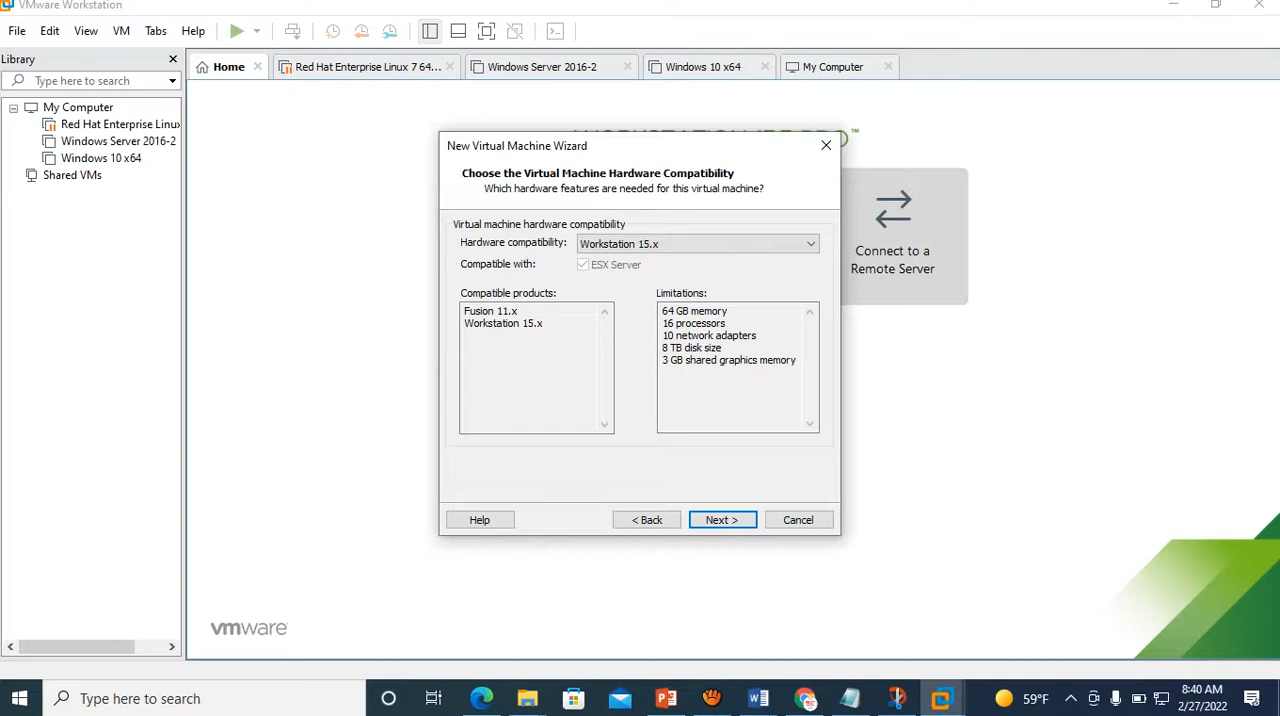 VMware Workstation
File Edit View VM Tabs Help
Library
Type here to search
My Computer
Red Hat Enterprise Linux
Windows Server 2016-2
Windows 10 x64
Shared VMs
Home
Red Hat Enterprise Linux 7 64...
Windows Server 2016-2
Windows 10 x64
My Computer
™
New Virtual Machine Wizard
Choose the Virtual Machine Hardware Compatibility
Which hardware features are needed for this virtual machine?
Virtual machine hardware compatibility
Hardware compatibility: Workstation 15.x
Compatible with: ESX Server
Compatible products:
Fusion 11.x
Workstation 15.x
Limitations:
64 GB memory
16 processors
10 network adapters
8 TB disk size
3 GB shared graphics memory
Help < Back Next > Cancel
Connect to a
Remote Server
vmware
Type here to search
59°F
8:40 AM
2/27/2022